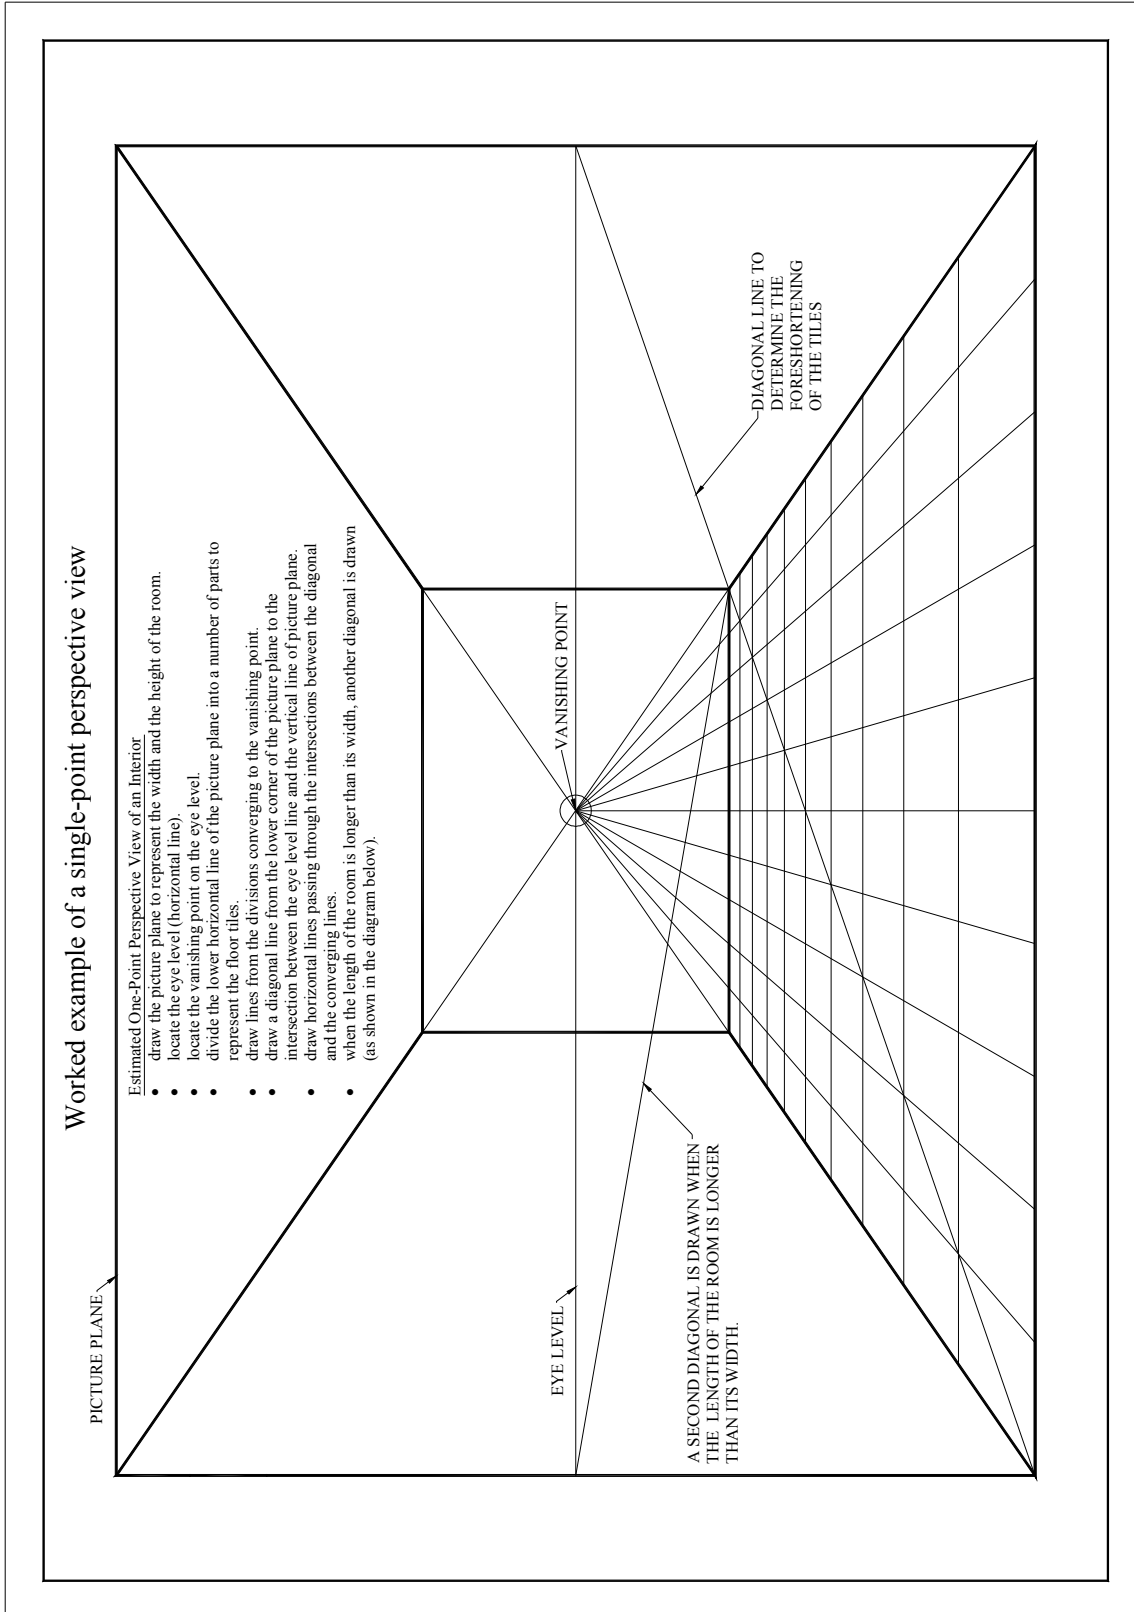 Worked example of a single-point perspective view
PICTURE PLANE
Estimated One-Point Perspective View of an Interior
• draw the picture plane to represent the width and the height of the room.
• locate the eye level (horizontal line).
• locate the vanishing point on the eye level.
• divide the lower horizontal line of the picture plane into a number of parts to
represent the floor tiles.
• draw lines from the divisions converging to the vanishing point.
• draw a diagonal line from the lower corner of the picture plane to the
intersection between the eye level line and the vertical line of picture plane.
• draw horizontal lines passing through the intersections between the diagonal
and the converging lines.
• when the length of the room is longer than its width, another diagonal is drawn
(as shown in the diagram below).
EYE LEVEL
VANISHING POINT
A SECOND DIAGONAL IS DRAWN WHEN
THE LENGTH OF THE ROOM IS LONGER
THAN ITS WIDTH.
DIAGONAL LINE TO
DETERMINE THE
FORESHORTENING
OF THE TILES